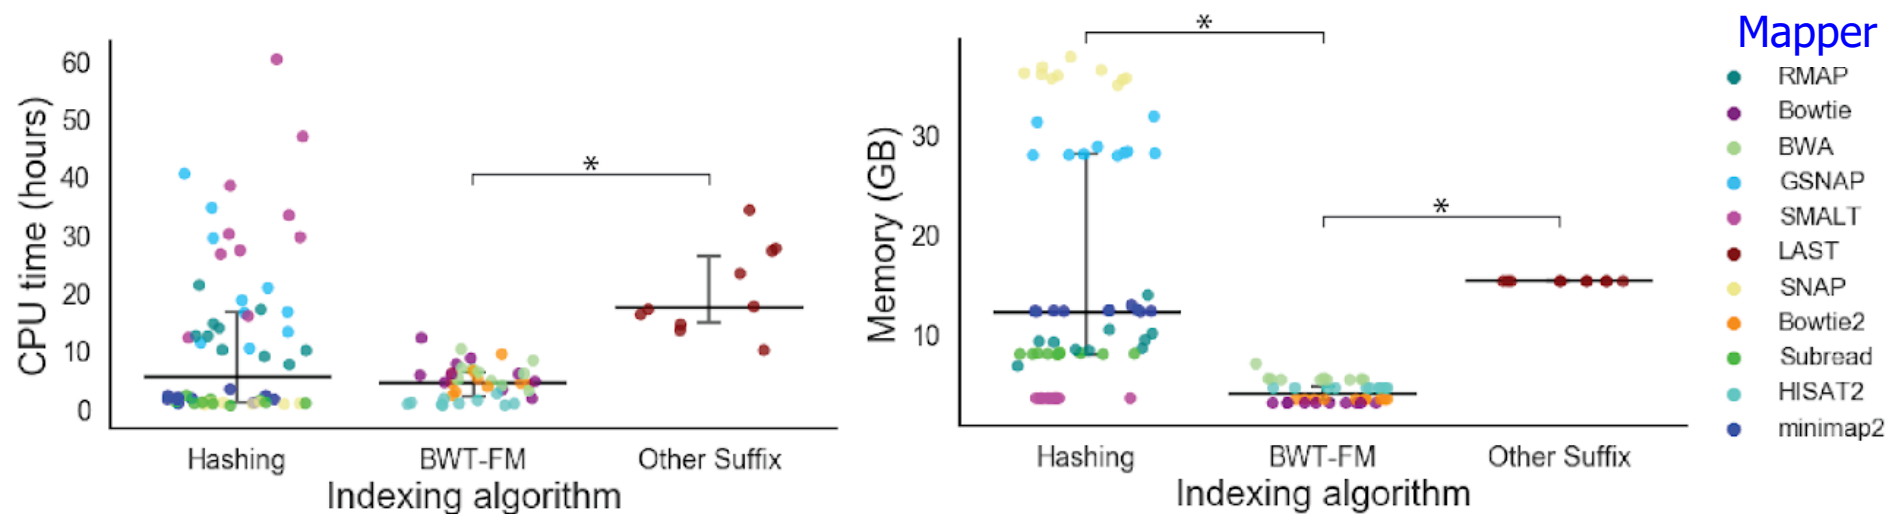 CPU time (hours)
60
50
40
30
20
10
0
*
Hashing
BWT-FM
Other Suffix
Indexing algorithm
Memory (GB)
30
20
10
*
*
Hashing
BWT-FM
Other Suffix
Indexing algorithm
Mapper
RMAP
Bowtie
BWA
GSNAP
SMALT
LAST
SNAP
Bowtie2
Subread
HISAT2
minimap2